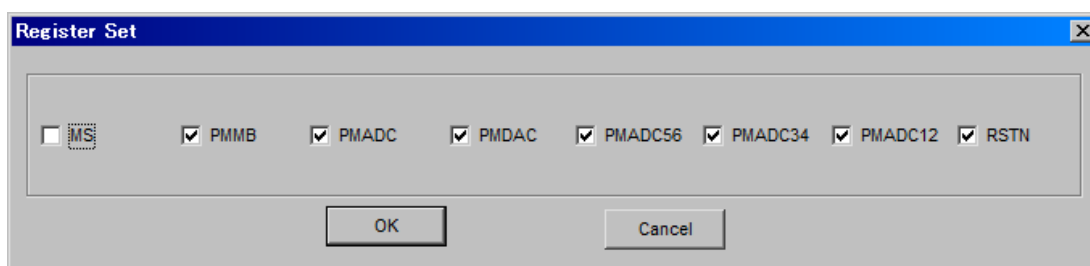 Register Set
MS PMMB PMADC PMDAC PMADC56 PMADC34 PMADC12 RSTN
OK Cancel